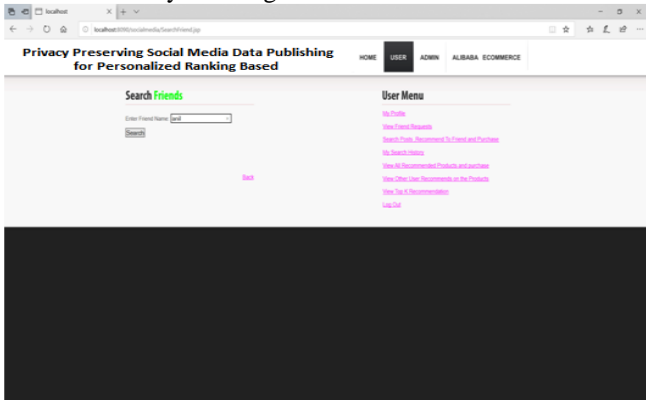 localhost
localhost:8090/socialmedia/SearchFriend.jsp
Privacy Preserving Social Media Data Publishing
for Personalized Ranking Based
HOME USER ADMIN ALIBABA ECOMMERCE
Search Friends
Enter Friend Name:
Search
Back
User Menu
My Profile
View Friend Requests
Search Posts, Recommend To Friend and Purchase
My Search History
View All Recommended Products and purchase
View Other User Recommends on the Products
View Top K Recommendation
Log Out